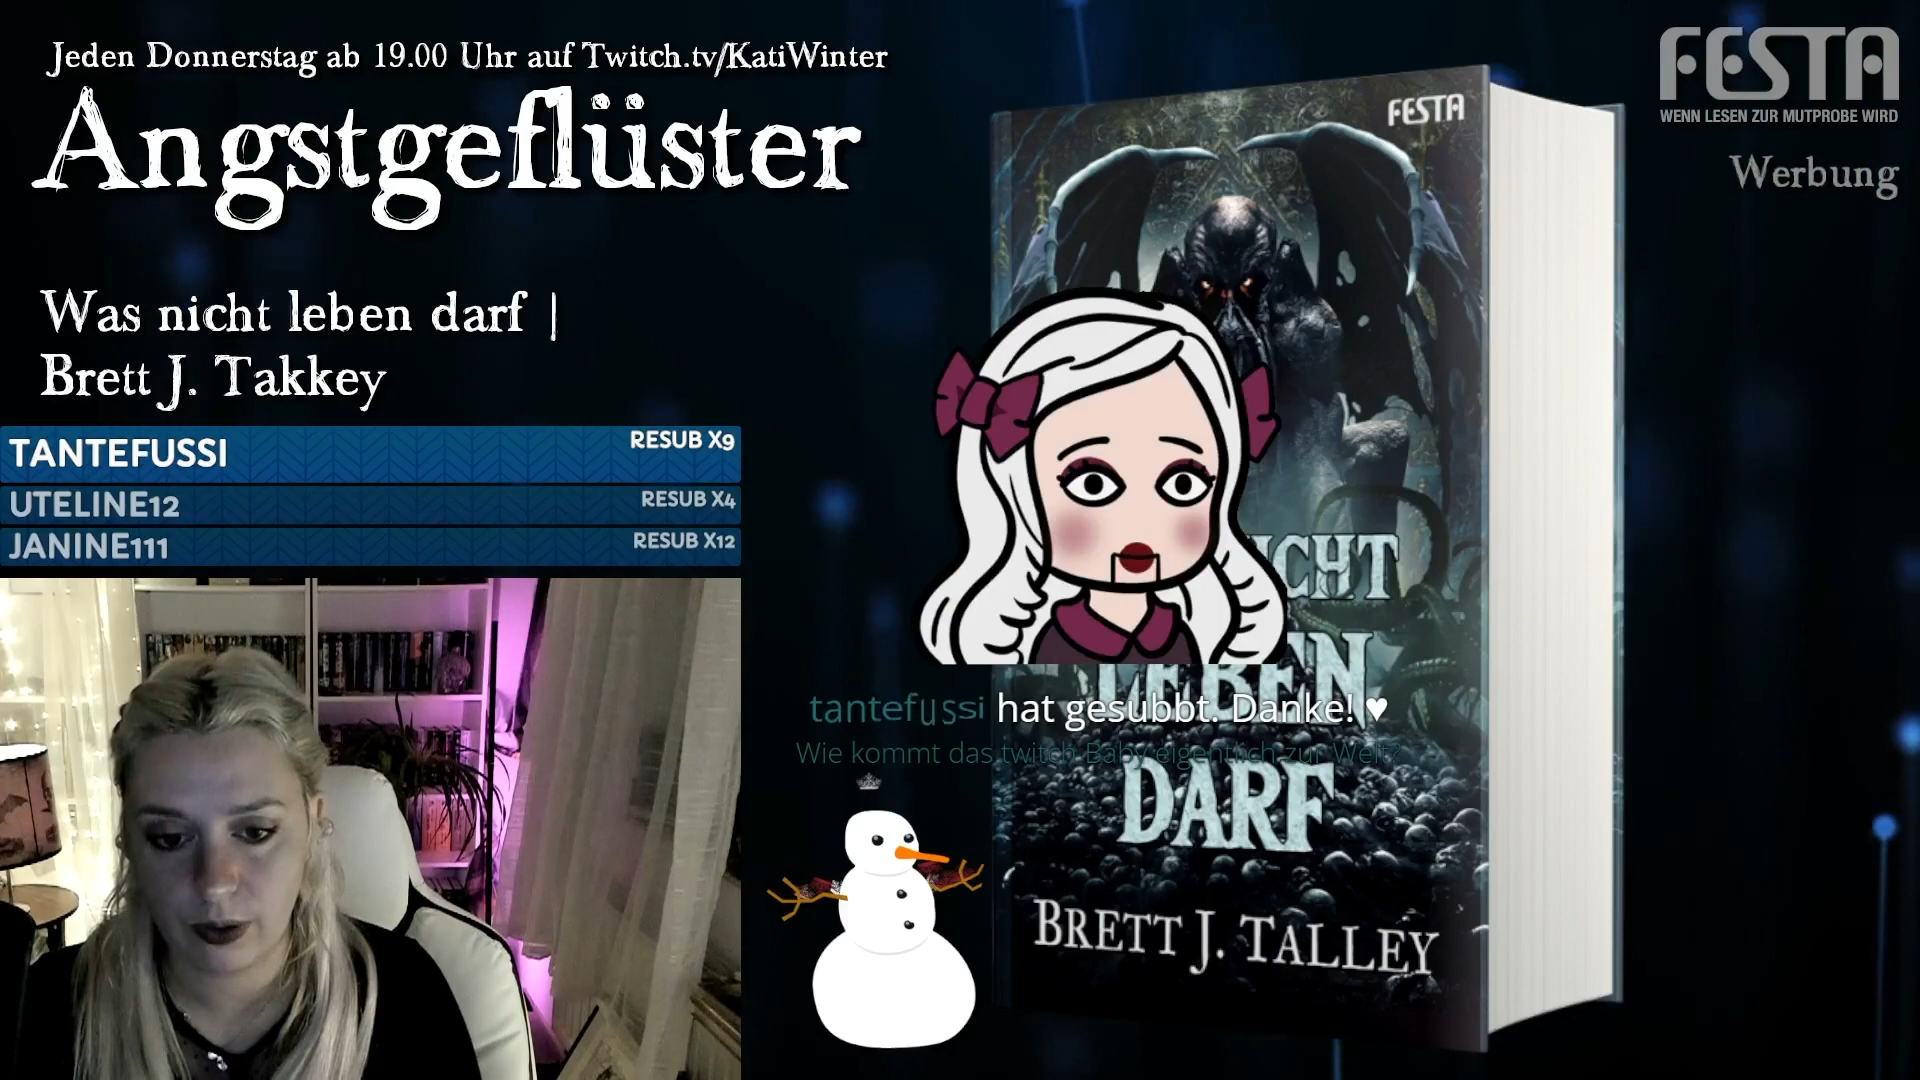 Jeden Donnerstag ab 19.00 Uhr auf Twitch.tv/KatiWinter
Angstgeflüster
Was nicht leben darf |
Brett J. Takkey
TANTEFUSSI RESUB X9
UTELINE12 RESUB X4
JANINE111 RESUB X12
FESTA
WENN LESEN ZUR MUTPROBE WIRD
Werbung
FESTA
ICHT
LEBEN
tantefussi hat gesubbt. Danke! ♥
Wie kommt das twitch Baby eigentlich zur Welt?
DARF
BRETT J. TALLEY